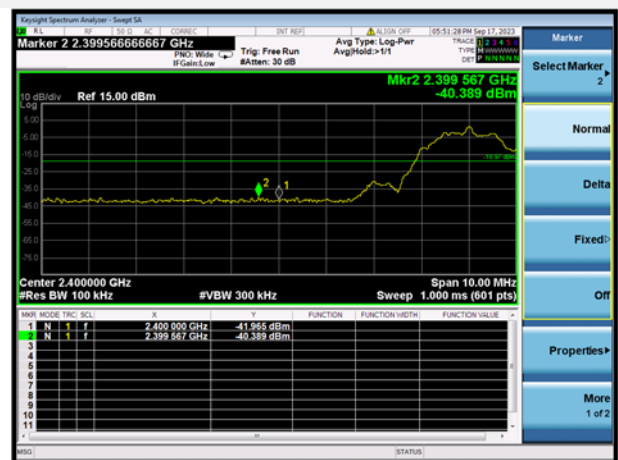 Keysight Spectrum Analyser - Swept SA
RL RF 50 Ω AC CORREC INT REF ALIGN OFF 05:51:28 PM Sep 17, 2023
Marker 2 2.399566666667 GHz
PNO: Wide
IFGain:Low
Trig: Free Run
#Atten: 30 dB
Avg Type: Log-Pwr
Avg|Hold:>1/1
TRACE 1 2 3 4 5 6
TYPE M WWWWW
DET P N N N N N
Mkr2 2.399 567 GHz
-40.389 dBm
10 dB/div Ref 15.00 dBm
Log
5.00
-5.00
-15.0
-25.0
-35.0
-45.0
-55.0
-65.0
-75.0
2
1
Center 2.400000 GHz Span 10.00 MHz
#Res BW 100 kHz #VBW 300 kHz Sweep 1.000 ms (601 pts)
MKR MODE TRC SCL X Y FUNCTION FUNCTION WIDTH FUNCTION VALUE
1 N 1 f 2.400 000 GHz -41.965 dBm
2 N 1 f 2.399 567 GHz -40.389 dBm
3
4
5
6
7
8
9
10
11
MSG STATUS
Marker
Select Marker
2
Normal
Delta
Fixed
Off
Properties
More
1 of 2